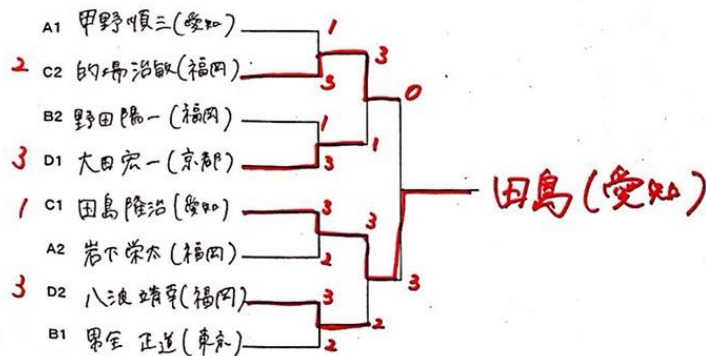 A1 甲野順三(愛知)
1
3
2 C2 的場治敏(福岡)
3
0
B2 野田陽一(福岡)
1
1
3 D1 大田宏一(京都)
3
田島(愛知)
1 C1 田島隆治(愛知)
3
3
A2 岩下栄太(福岡)
2
3
3 D2 八波靖幸(福岡)
3
2
B1 正道(東京)
2